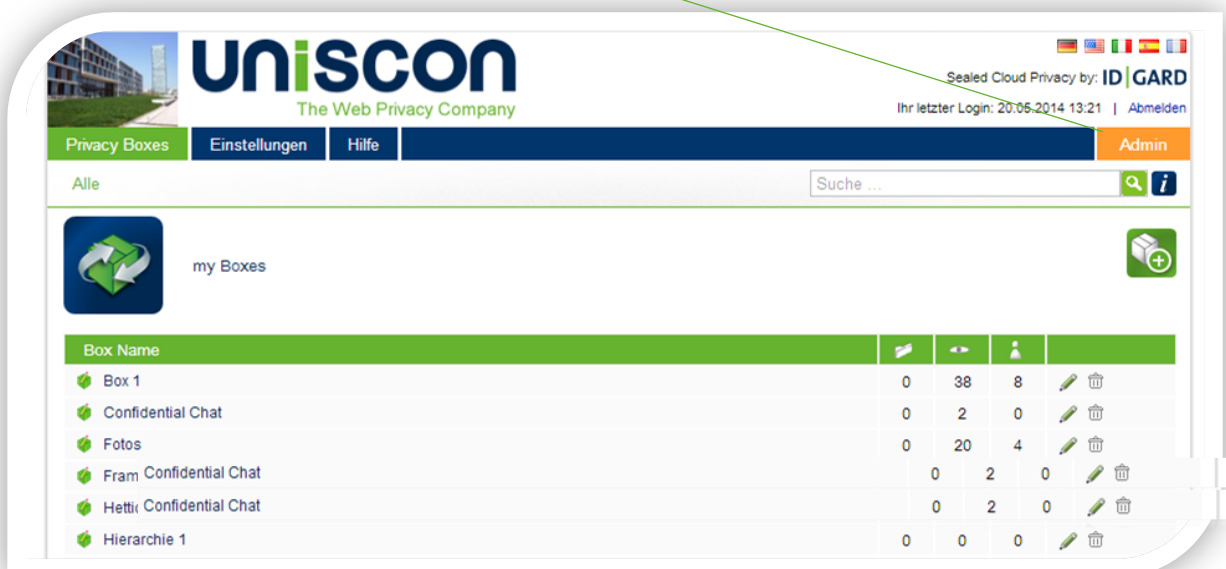 uniscon
The Web Privacy Company
Sealed Cloud Privacy by: ID|GARD
Ihr letzter Login: 20.05.2014 13:21 | Abmelden
Privacy Boxes Einstellungen Hilfe Admin
Alle Suche ... i
my Boxes
Box Name
Box 1 0 38 8
Confidential Chat 0 2 0
Fotos 0 20 4
Fram Confidential Chat 0 2 0
Hetti Confidential Chat 0 2 0
Hierarchie 1 0 0 0